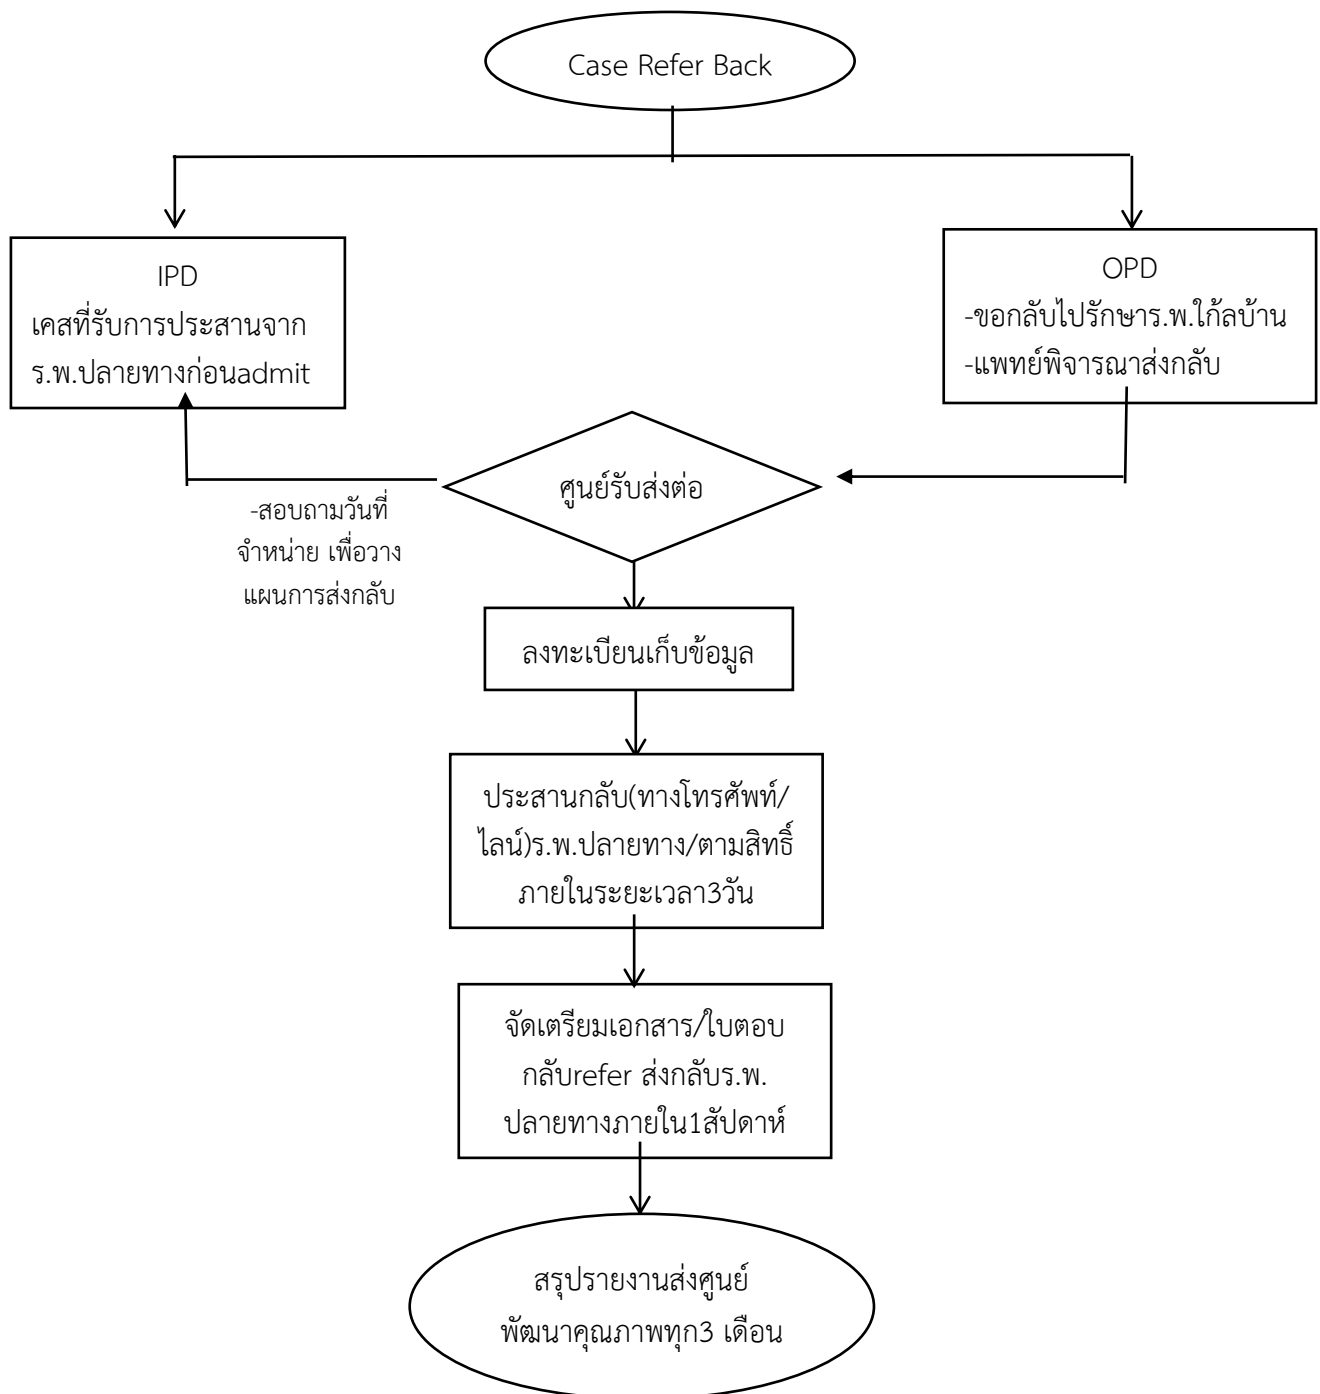 Case Refer Back
IPD
เคสที่รับการประสานจาก
ร.พ.ปลายทางก่อนadmit
OPD
-ขอกลับไปรักษาร.พ.ใก้ลบ้าน
-แพทย์พิจารณาส่งกลับ
ศูนย์รับส่งต่อ
-สอบถามวันที่
จำหน่าย เพื่อวาง
แผนการส่งกลับ
ลงทะเบียนเก็บข้อมูล
ประสานกลับ(ทางโทรศัพท์/
ไลน์)ร.พ.ปลายทาง/ตามสิทธิ์
ภายในระยะเวลา3วัน
จัดเตรียมเอกสาร/ใบตอบ
กลับrefer ส่งกลับร.พ.
ปลายทางภายใน1สัปดาห์
สรุปรายงานส่งศูนย์
พัฒนาคุณภาพทุก3 เดือน